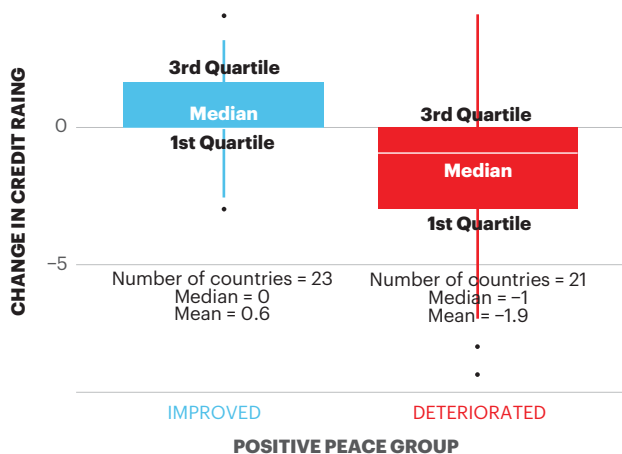 CHANGE IN CREDIT RAING
3rd Quartile
Median
1st Quartile
3rd Quartile
Median
1st Quartile
0
–5
Number of countries = 23
Median = 0
Mean = 0.6
Number of countries = 21
Median = –1
Mean = –1.9
IMPROVED
DETERIORATED
POSITIVE PEACE GROUP